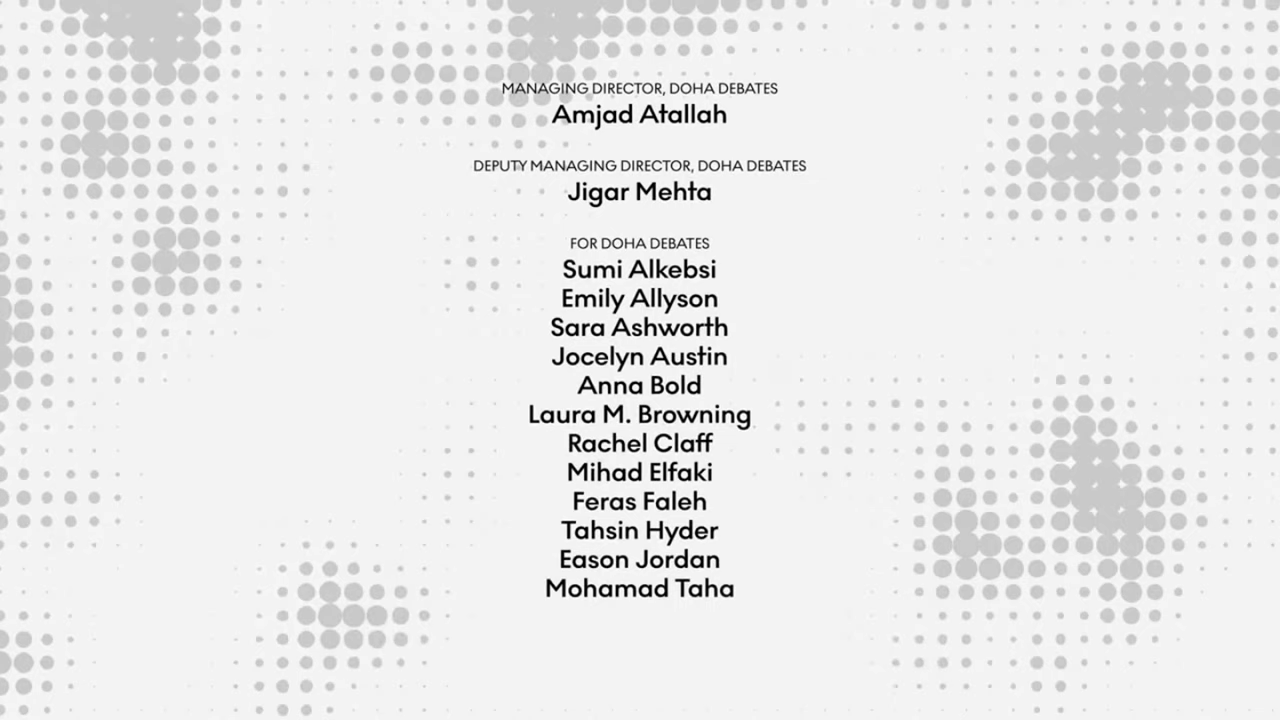 MANAGING DIRECTOR, DOHA DEBATES
Amjad Atallah
DEPUTY MANAGING DIRECTOR, DOHA DEBATES
Jigar Mehta
FOR DOHA DEBATES
Sumi Alkebsi
Emily Allyson
Sara Ashworth
Jocelyn Austin
Anna Bold
Laura M. Browning
Rachel Claff
Mihad Elfaki
Feras Faleh
Tahsin Hyder
Eason Jordan
Mohamad Taha